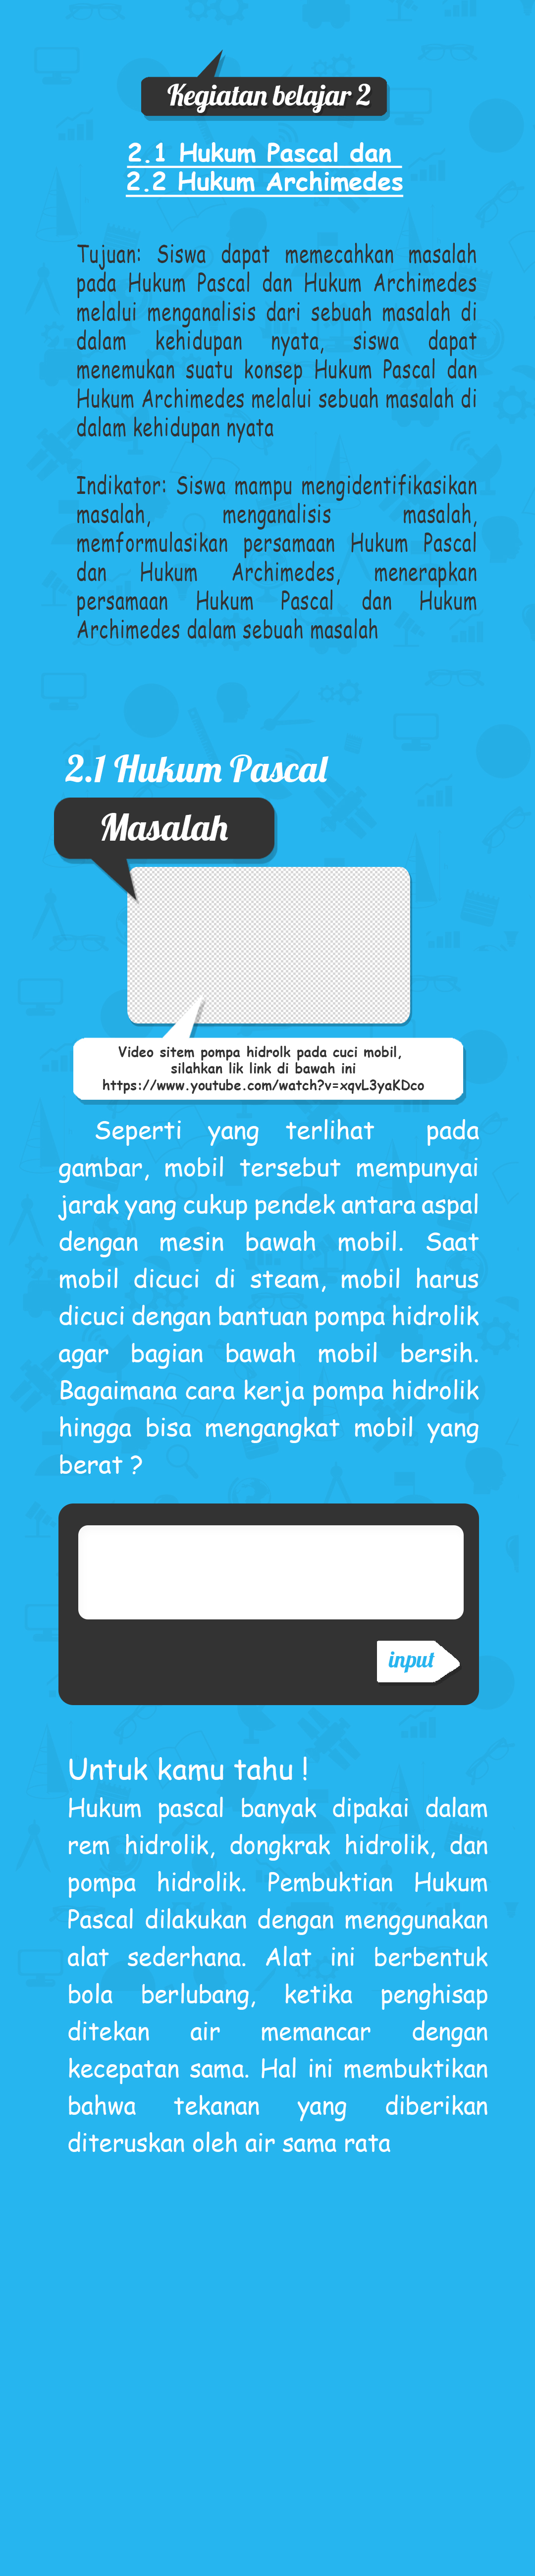 Kegiatan belajar 2
2.1 Hukum Pascal dan
2.2 Hukum Archimedes
Tujuan: Siswa dapat memecahkan masalah
pada Hukum Pascal dan Hukum Archimedes
melalui menganalisis dari sebuah masalah di
dalam kehidupan nyata, siswa dapat
menemukan suatu konsep Hukum Pascal dan
Hukum Archimedes melalui sebuah masalah di
dalam kehidupan nyata
Indikator: Siswa mampu mengidentifikasikan
masalah, menganalisis masalah,
memformulasikan persamaan Hukum Pascal
dan Hukum Archimedes, menerapkan
persamaan Hukum Pascal dan Hukum
Archimedes dalam sebuah masalah
2.1 Hukum Pascal
Masalah
Video sitem pompa hidrolk pada cuci mobil,
silahkan lik link di bawah ini
https://www.youtube.com/watch?v=xqvL3yaKDco
Seperti yang terlihat pada
gambar, mobil tersebut mempunyai
jarak yang cukup pendek antara aspal
dengan mesin bawah mobil. Saat
mobil dicuci di steam, mobil harus
dicuci dengan bantuan pompa hidrolik
agar bagian bawah mobil bersih.
Bagaimana cara kerja pompa hidrolik
hingga bisa mengangkat mobil yang
berat ?
input
Untuk kamu tahu !
Hukum pascal banyak dipakai dalam
rem hidrolik, dongkrak hidrolik, dan
pompa hidrolik. Pembuktian Hukum
Pascal dilakukan dengan menggunakan
alat sederhana. Alat ini berbentuk
bola berlubang, ketika penghisap
ditekan air memancar dengan
kecepatan sama. Hal ini membuktikan
bahwa tekanan yang diberikan
diteruskan oleh air sama rata